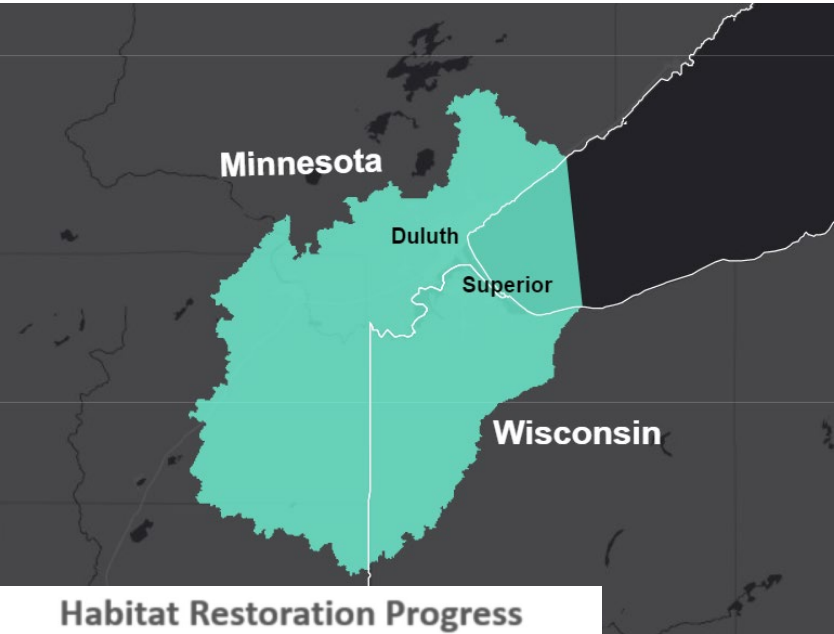 Minnesota
Duluth
Superior
Wisconsin
Habitat Restoration Progress